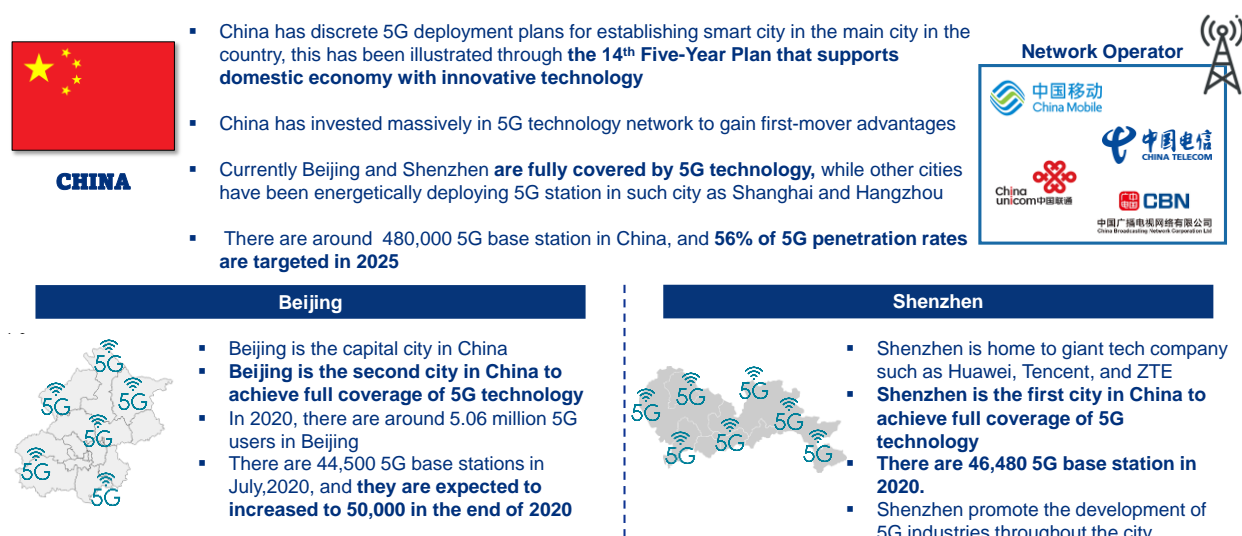 ▪ China has discrete 5G deployment plans for establishing smart city in the main city in the
country, this has been illustrated through the 14th Five-Year Plan that supports
domestic economy with innovative technology
▪ China has invested massively in 5G technology network to gain first-mover advantages
▪ Currently Beijing and Shenzhen are fully covered by 5G technology, while other cities
have been energetically deploying 5G station in such city as Shanghai and Hangzhou
▪ There are around 480,000 5G base station in China, and 56% of 5G penetration rates
are targeted in 2025
CHINA
Network Operator
中国移动
China Mobile
中国电信
CHINA TELECOM
China
unicom中国联通
CBN
中国广播电视网络有限公司
China Broadcasting Network Corporation Ltd
Beijing
5G
5G
5G
5G
5G
5G
▪ Beijing is the capital city in China
▪ Beijing is the second city in China to
achieve full coverage of 5G technology
▪ In 2020, there are around 5.06 million 5G
users in Beijing
▪ There are 44,500 5G base stations in
July,2020, and they are expected to
increased to 50,000 in the end of 2020
Shenzhen
5G
5G
5G
5G
5G
5G
5G
▪ Shenzhen is home to giant tech company
such as Huawei, Tencent, and ZTE
▪ Shenzhen is the first city in China to
achieve full coverage of 5G
technology
▪ There are 46,480 5G base station in
2020.
▪ Shenzhen promote the development of
5G industries throughout the city